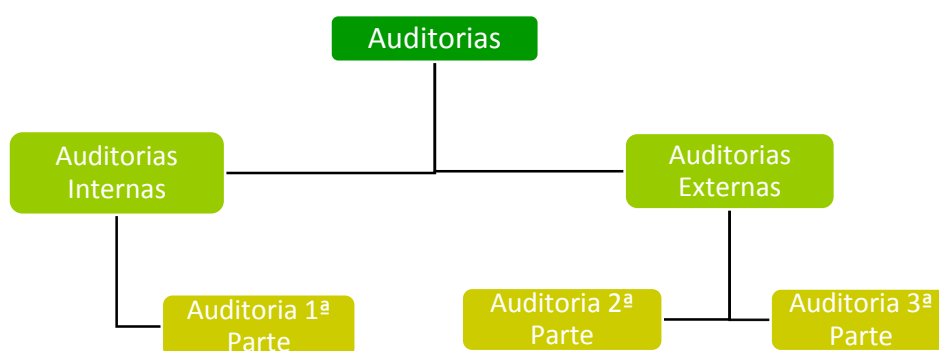 Auditorias
Auditorias
Internas
Auditorias
Externas
Auditoria 1ª
Parte
Auditoria 2ª
Parte
Auditoria 3ª
Parte